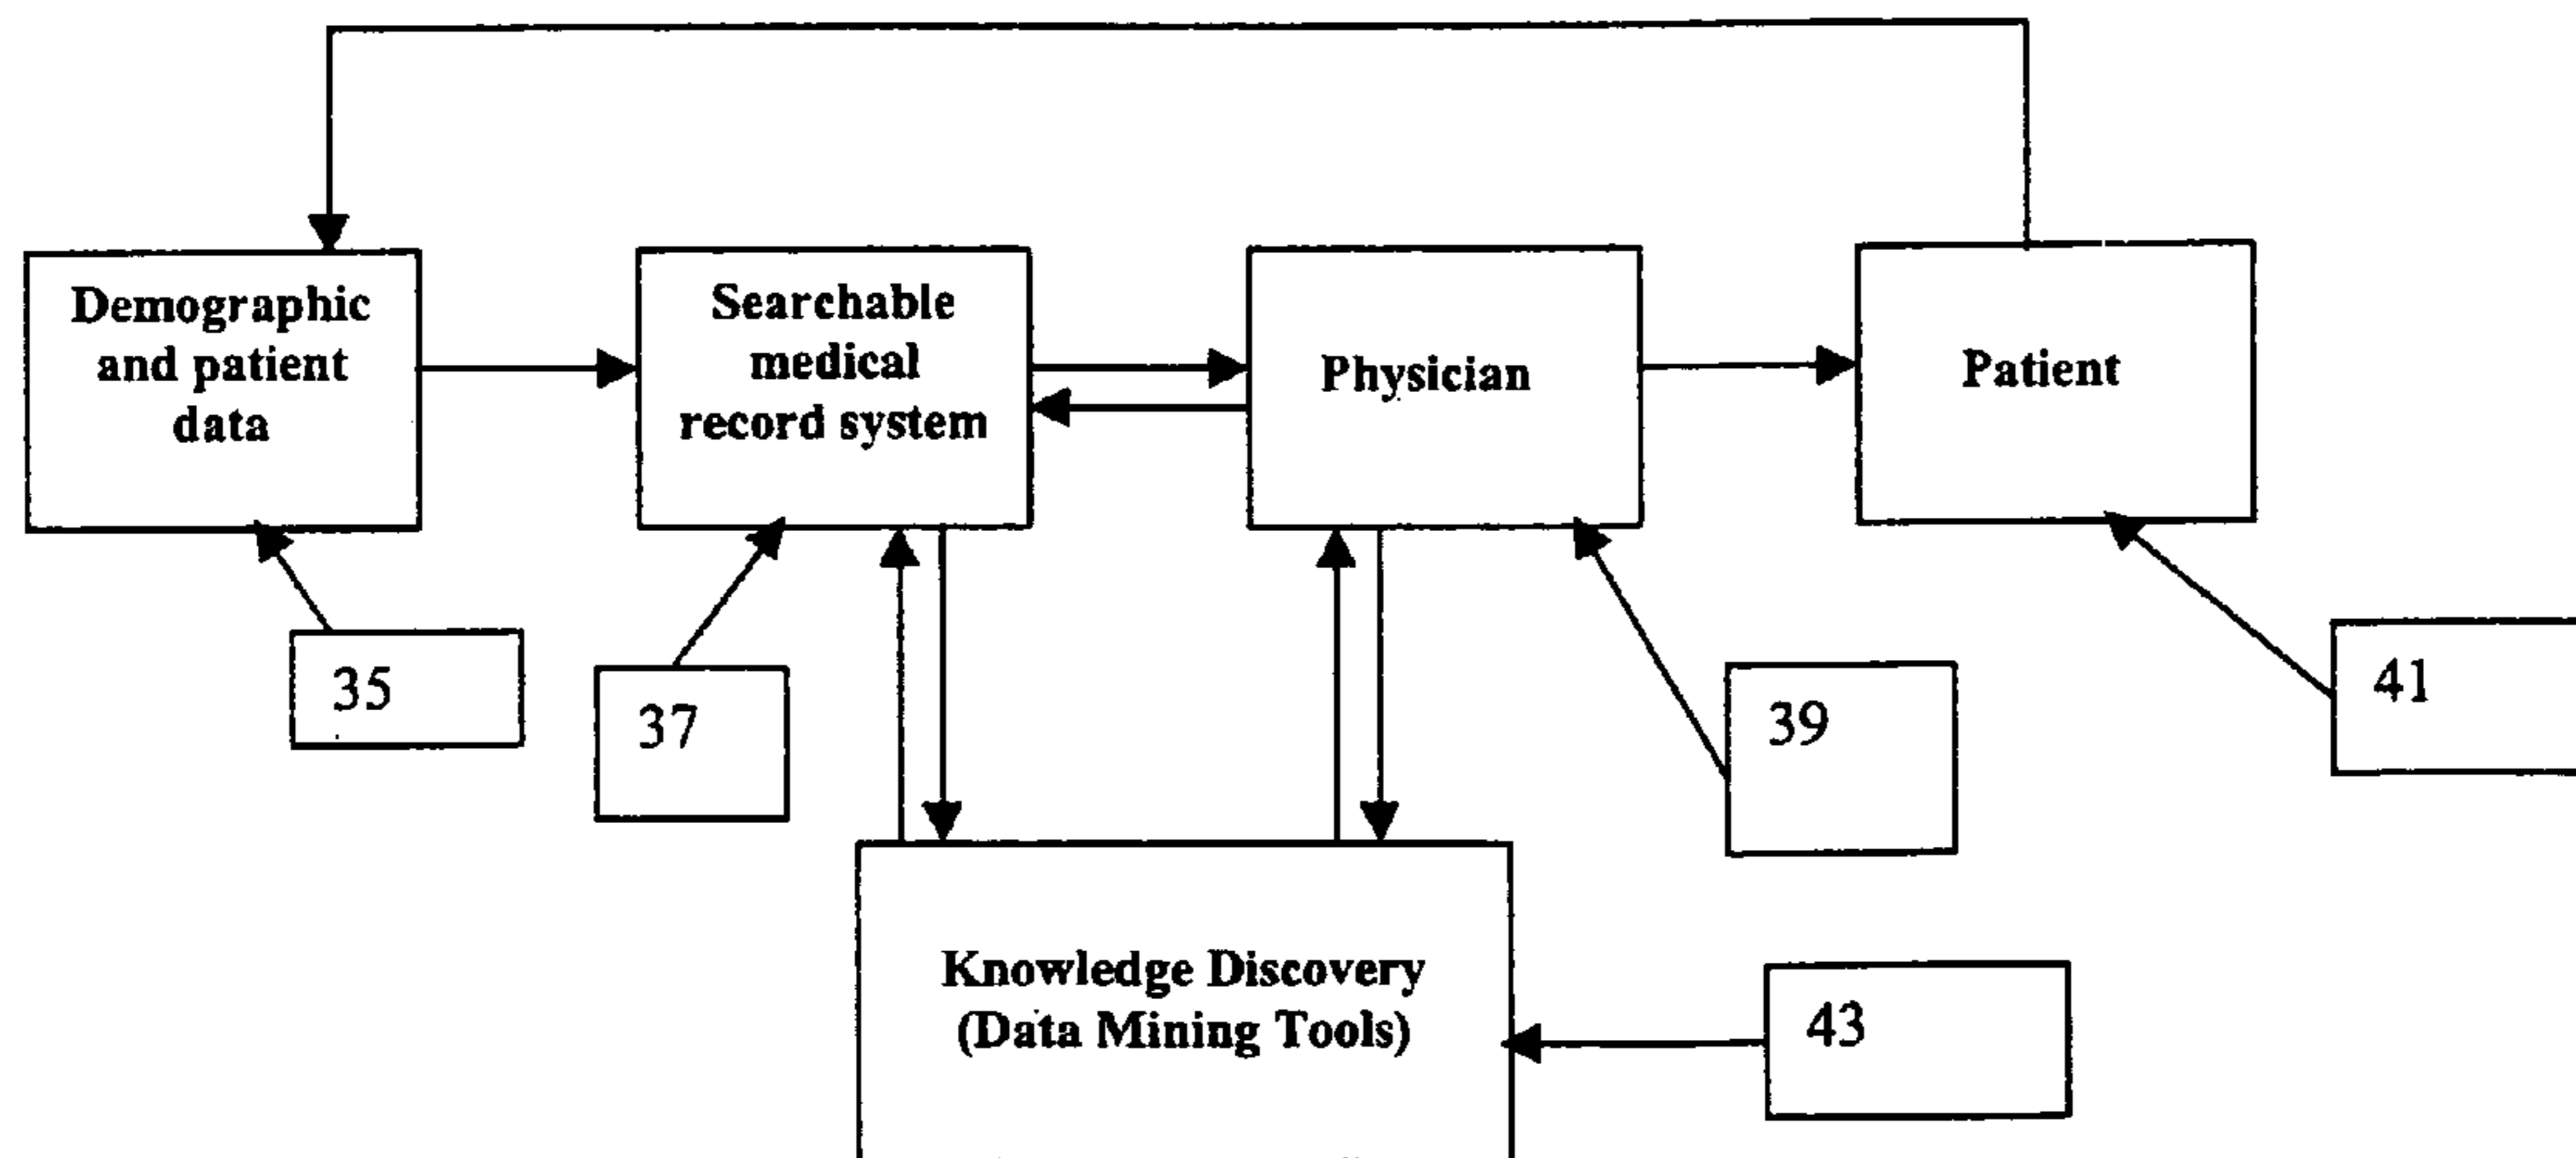 Demographic
and patient
data
Searchable
medical
record system
Physician
Patient
35
37
39
41
Knowledge Discovery
(Data Mining Tools)
43